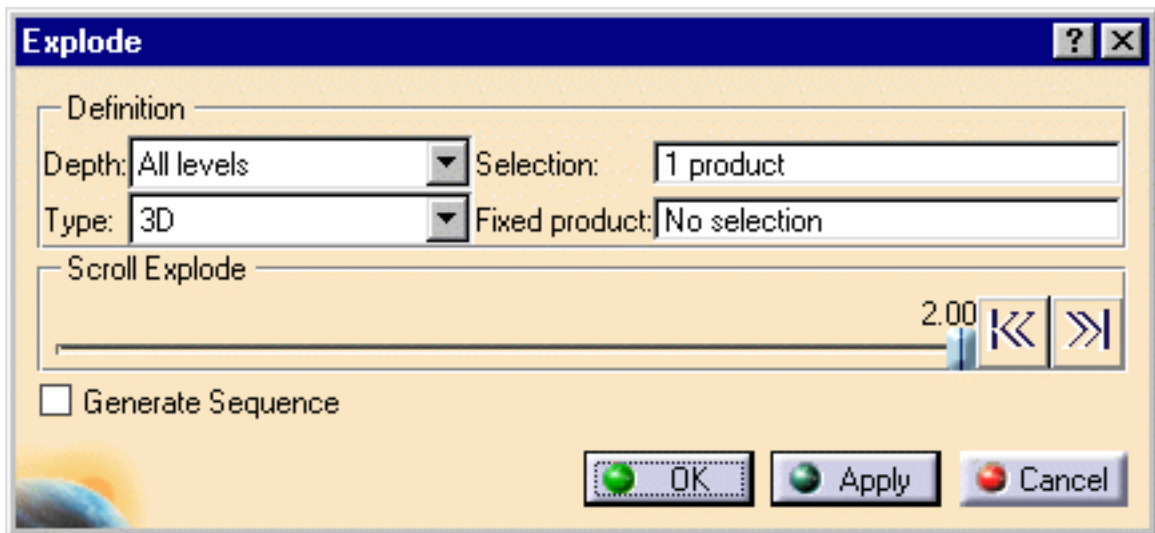 Explode
Definition
Depth: All levels Selection: 1 product
Type: 3D Fixed product: No selection
Scroll Explode
2.00
Generate Sequence
OK Apply Cancel